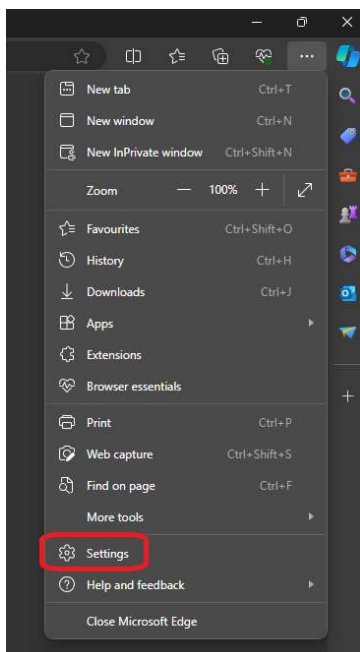 New tab Ctrl+T
New window Ctrl+N
New InPrivate window Ctrl+Shift+N
Zoom 100%
Favourites Ctrl+Shift+O
History Ctrl+H
Downloads Ctrl+J
Apps
Extensions
Browser essentials
Print Ctrl+P
Web capture Ctrl+Shift+S
Find on page Ctrl+F
More tools
Settings
Help and feedback
Close Microsoft Edge